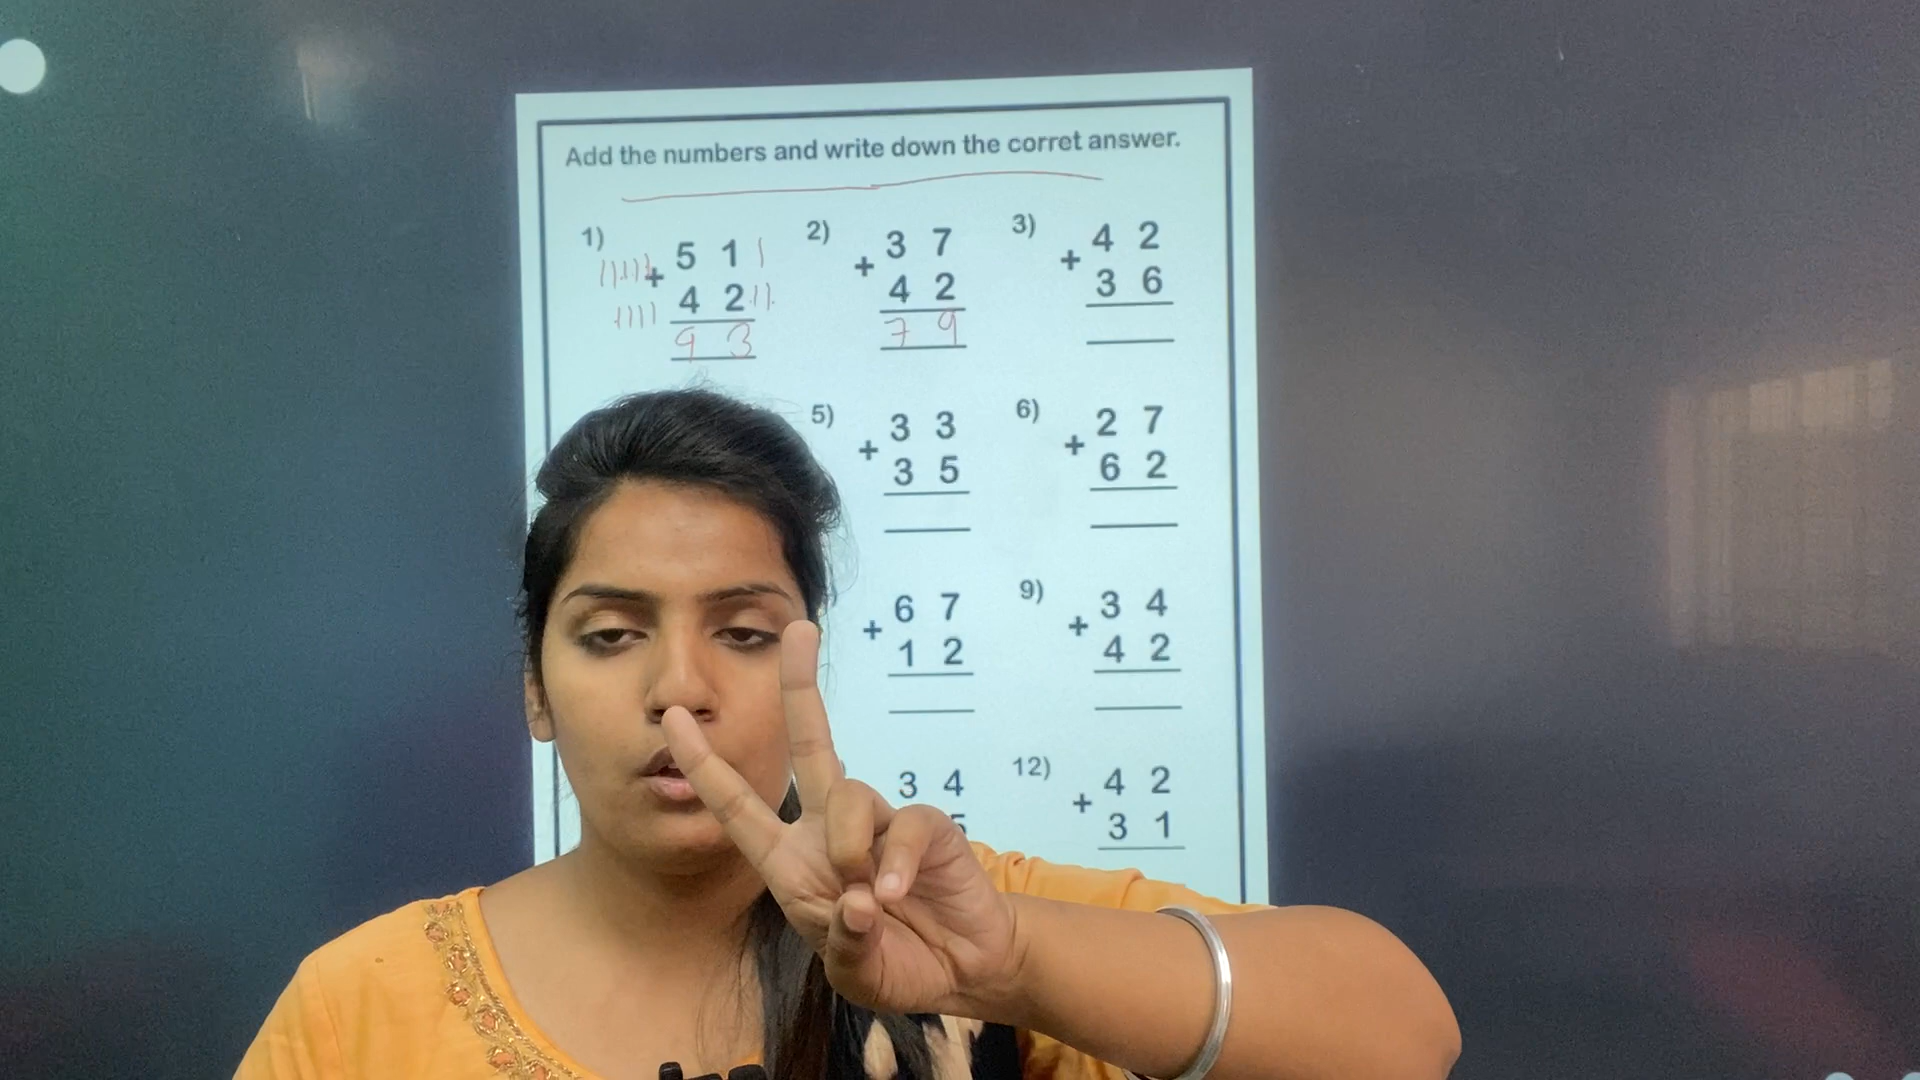 Add the numbers and write down the corret answer.
1) 2) 3)
5 1 3 7 4 2
+ + +
4 2 4 2 3 6
9 3 7 9
5) 6)
3 3 2 7
+ +
3 5 6 2
9)
6 7 3 4
+ +
1 2 4 2
12)
3 4 4 2
+
5 3 1